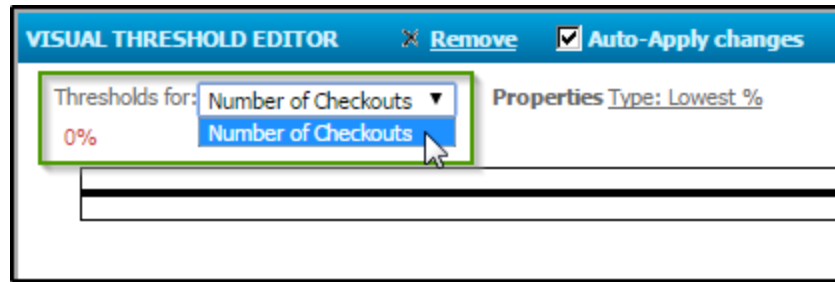 VISUAL THRESHOLD EDITOR Remove Auto-Apply changes
Thresholds for: Number of Checkouts Properties Type: Lowest %
0% Number of Checkouts